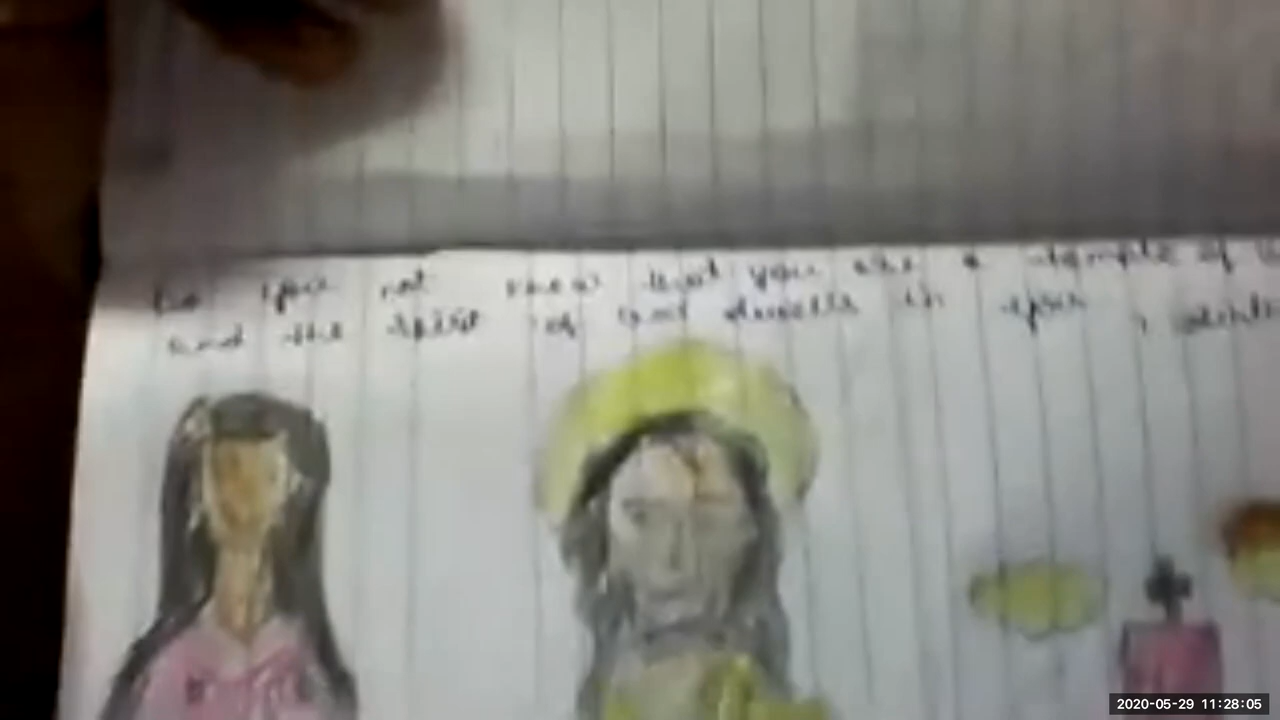 Do you not know that you are a temple of
and the spirit of God dwells in you
2020-05-29 11:28:05